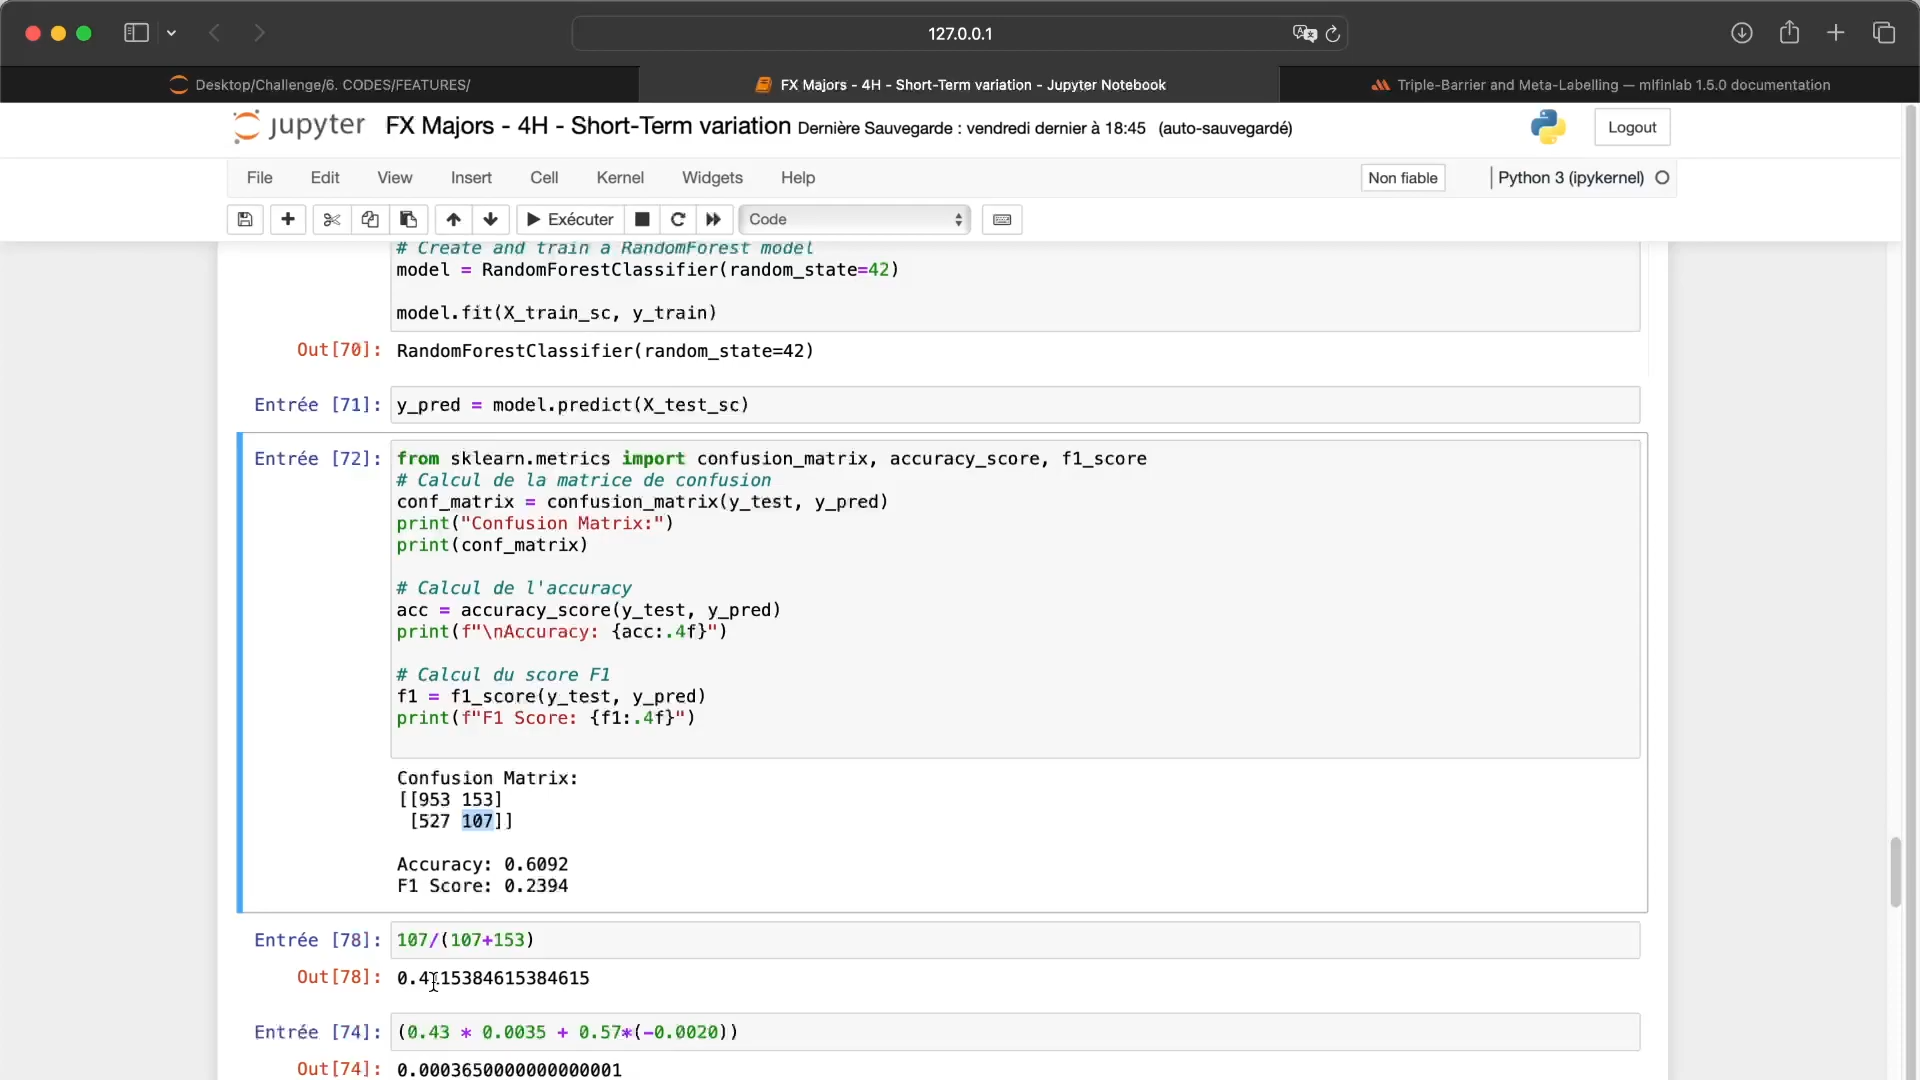 127.0.0.1
Desktop/Challenge/6. CODES/FEATURES/
FX Majors - 4H - Short-Term variation - Jupyter Notebook
Triple-Barrier and Meta-Labelling — mlfinlab 1.5.0 documentation
jupyter FX Majors - 4H - Short-Term variation Dernière Sauvegarde : vendredi dernier à 18:45 (auto-sauvegardé)
Logout
File Edit View Insert Cell Kernel Widgets Help
Non fiable
Python 3 (ipykernel)
Exécuter
Code
# Create and train a RandomForest model
model = RandomForestClassifier(random_state=42)
model.fit(X_train_sc, y_train)
Out[70]: RandomForestClassifier(random_state=42)
Entrée [71]: y_pred = model.predict(X_test_sc)
Entrée [72]: from sklearn.metrics import confusion_matrix, accuracy_score, f1_score
# Calcul de la matrice de confusion
conf_matrix = confusion_matrix(y_test, y_pred)
print("Confusion Matrix:")
print(conf_matrix)
# Calcul de l'accuracy
acc = accuracy_score(y_test, y_pred)
print(f"\nAccuracy: {acc:.4f}")
# Calcul du score F1
f1 = f1_score(y_test, y_pred)
print(f"F1 Score: {f1:.4f}")
Confusion Matrix:
[[953 153]
[527 107]]
Accuracy: 0.6092
F1 Score: 0.2394
Entrée [78]: 107/(107+153)
Out[78]: 0.4115384615384615
Entrée [74]: (0.43 * 0.0035 + 0.57*(-0.0020))
Out[74]: 0.0003650000000000001